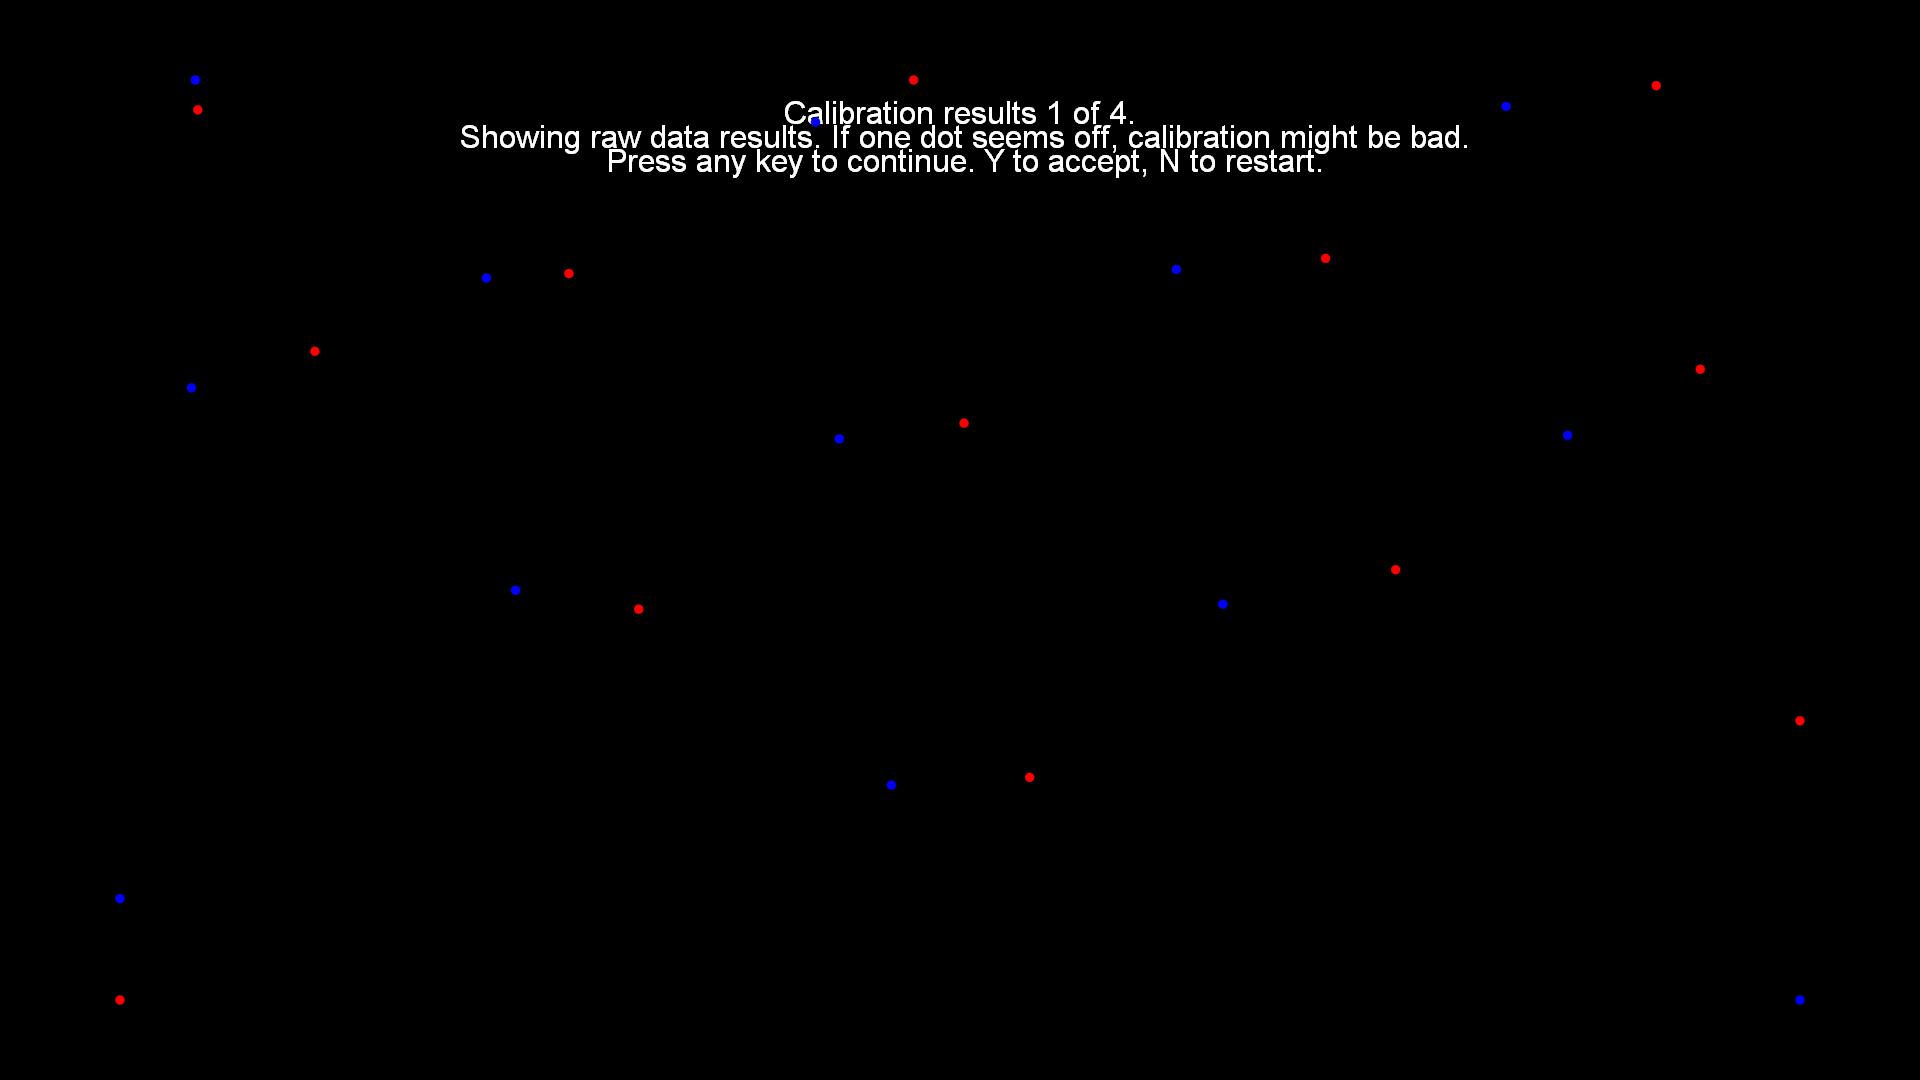 Calibration results 1 of 4.
Showing raw data results. If one dot seems off, calibration might be bad.
Press any key to continue. Y to accept, N to restart.